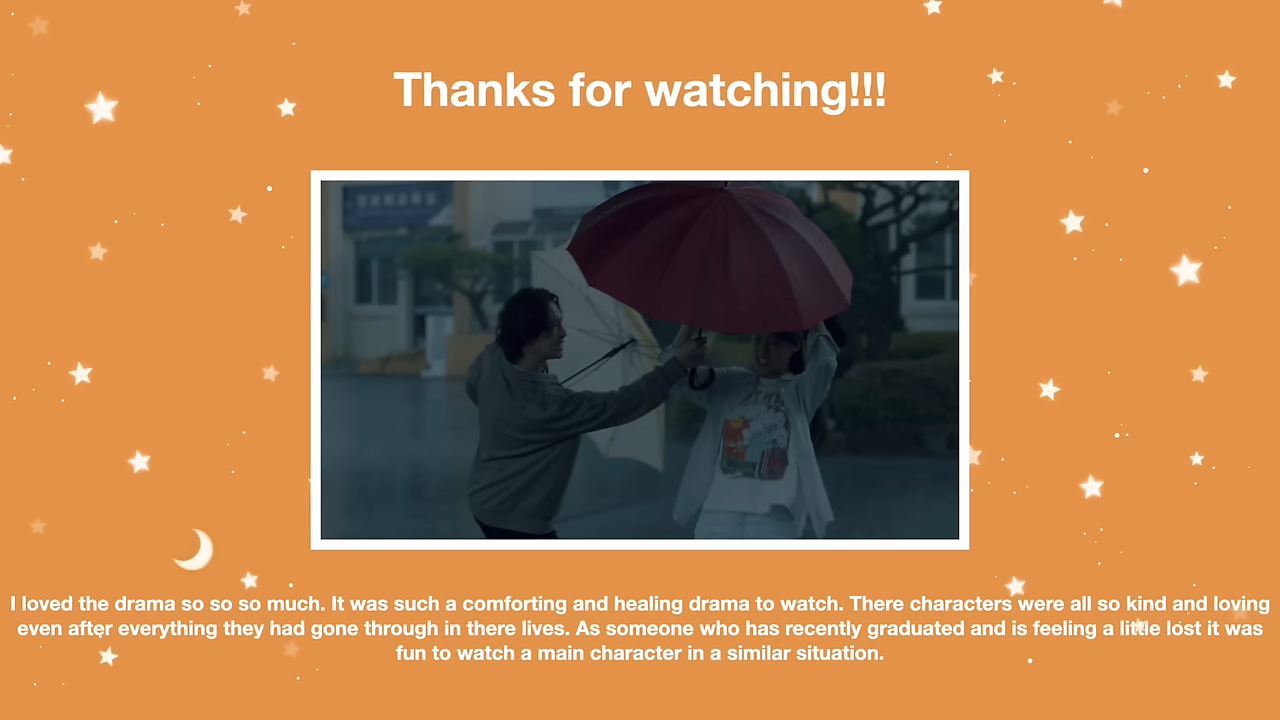 Thanks for watching!!!
I loved the drama so so so much. It was such a comforting and healing drama to watch. There characters were all so kind and loving
even after everything they had gone through in there lives. As someone who has recently graduated and is feeling a little lost it was
fun to watch a main character in a similar situation.